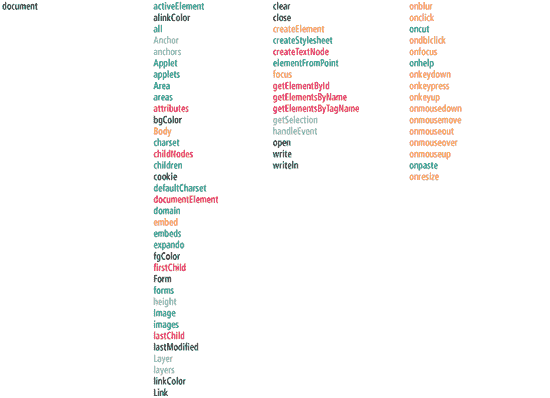 document
activeElement
alinkColor
all
Anchor
anchors
Applet
applets
Area
areas
attributes
bgColor
Body
charset
childNodes
children
cookie
defaultCharset
documentElement
domain
embed
embeds
expando
fgColor
firstChild
Form
forms
height
Image
images
lastChild
lastModified
Layer
layers
linkColor
Link
clear
close
createElement
createStylesheet
createTextNode
elementFromPoint
focus
getElementById
getElementsByName
getElementsByTagName
getSelection
handleEvent
open
write
writeln
onblur
onclick
oncut
ondblclick
onfocus
onhelp
onkeydown
onkeypress
onkeyup
onmousedown
onmousemove
onmouseout
onmouseover
onmouseup
onpaste
onresize